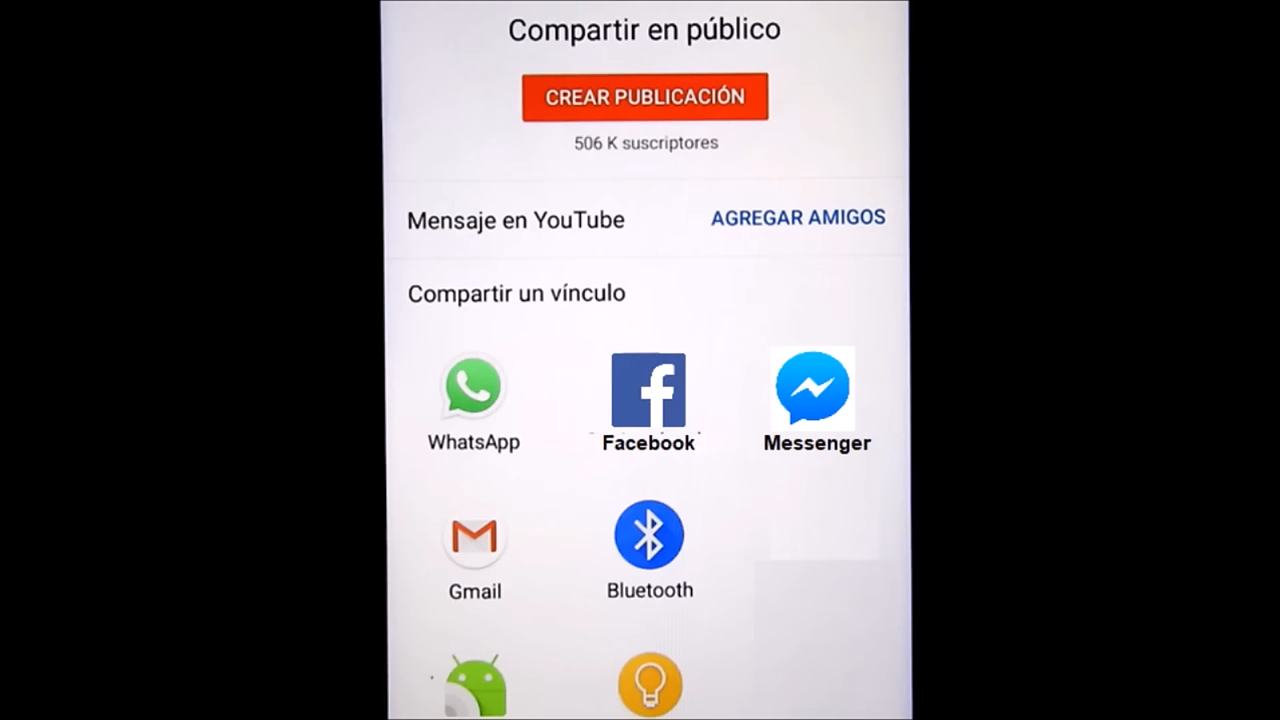 Compartir en público
CREAR PUBLICACIÓN
506 K suscriptores
Mensaje en YouTube
AGREGAR AMIGOS
Compartir un vínculo
WhatsApp
Facebook
Messenger
Gmail
Bluetooth